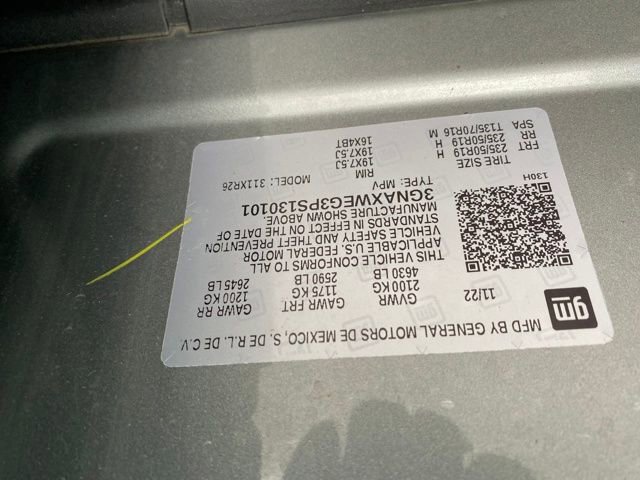 MFD BY GENERAL MOTORS DE MEXICO, S. DE R.L. DE C.V.
gm
11/22
GVWR GAWR FRT GAWR RR
2100 KG 1175 KG 1200 KG
4630 LB 2590 LB 2645 LB
THIS VEHICLE CONFORMS TO ALL
APPLICABLE U.S. FEDERAL MOTOR
VEHICLE SAFETY AND THEFT PREVENTION
STANDARDS IN EFFECT ON THE DATE OF
MANUFACTURE SHOWN ABOVE.
3GNAXWEG3PS130101
TYPE: MPV MODEL: 311XR26
130H
TIRE SIZE RIM
FRT 235/50R19 H 19X7.5J
RR 235/50R19 H 19X7.5J
SPA T135/70R16 M 16X4BT